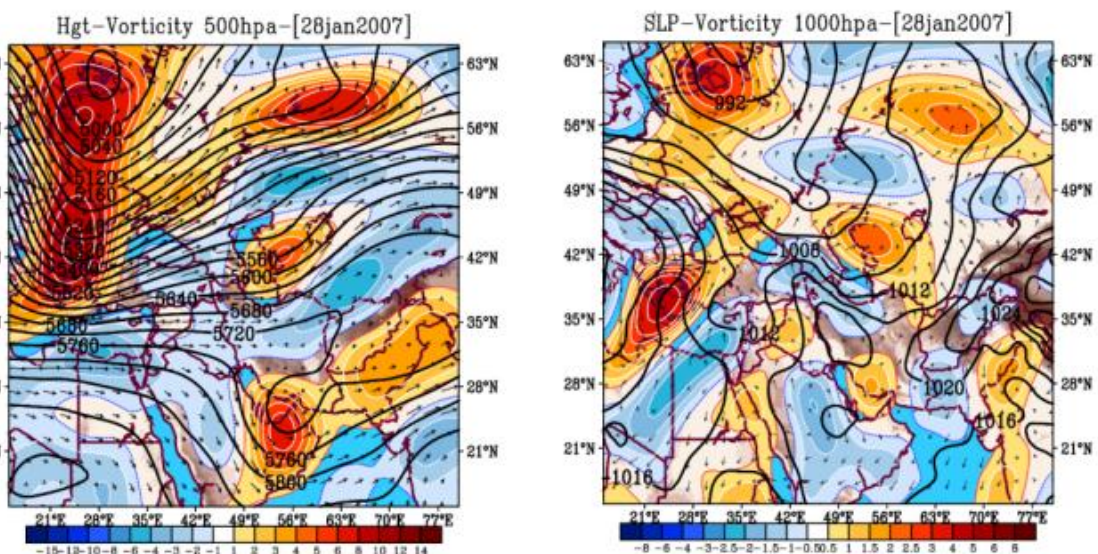 Hgt-Vorticity 500hpa-[28jan2007]
63°N
56°N
49°N
42°N
35°N
28°N
21°N
5000
5040
5120
5160
5560
5600
5640
5680
5680
5720
5760
5760
5800
21°E 28°E 35°E 42°E 49°E 56°E 63°E 70°E 77°E
-15-12-10-8 -6 -4 -3 -2 -1 1 2 3 4 5 6 8 10 12 14
SLP-Vorticity 1000hpa-[28jan2007]
63°N
56°N
49°N
42°N
35°N
28°N
21°N
992
1008
1012
1012
1024
1020
1016
1016
21°E 28°E 35°E 42°E 49°E 56°E 63°E 70°E 77°E
-8 -6 -4 -3-2.5-2-1.5-1-0.50.5 1 1.5 2 2.5 3 4 5 6 8